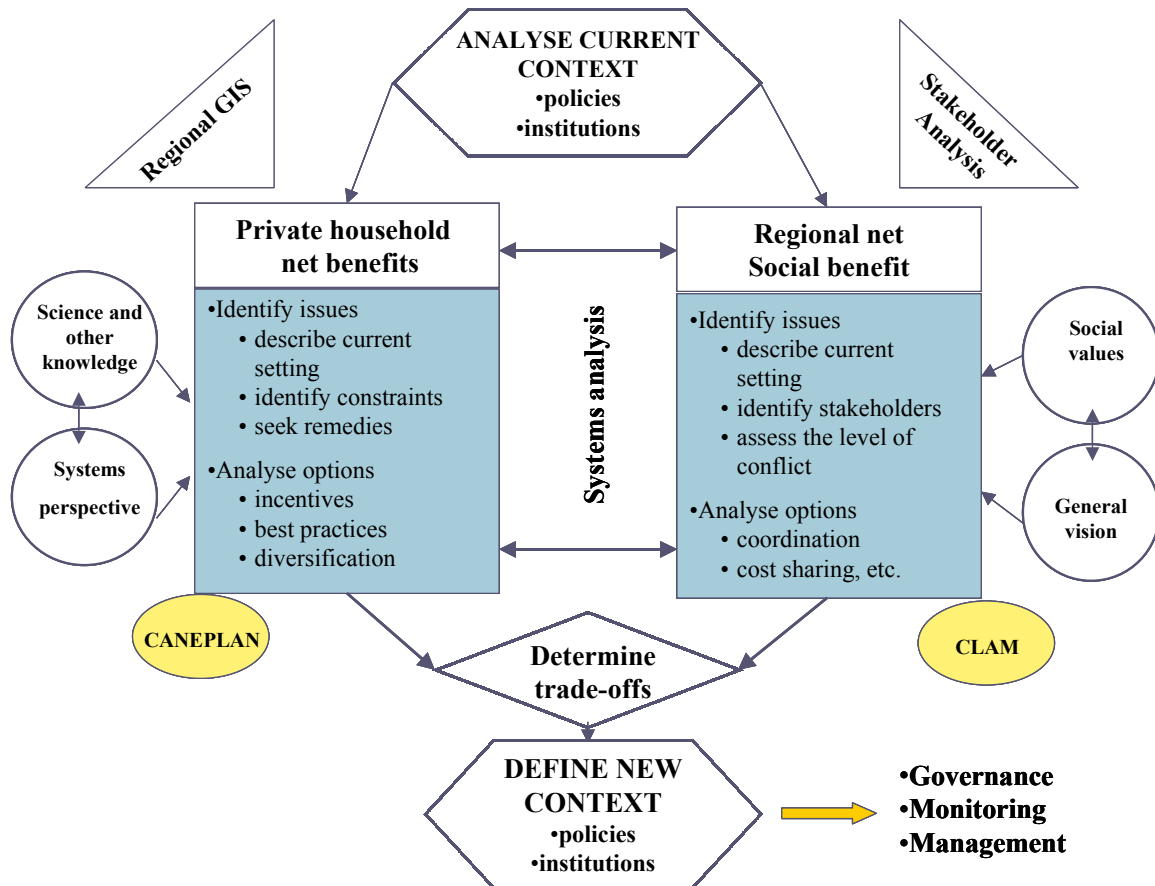 ANALYSE CURRENT
CONTEXT
•policies
•institutions
Regional GIS
Stakeholder
Analysis
Private household
net benefits
Regional net
Social benefit
Science and
other
knowledge
Systems
perspective
•Identify issues
• describe current
setting
• identify constraints
• seek remedies
•Analyse options
• incentives
• best practices
• diversification
Systems analysis
•Identify issues
• describe current
setting
• identify stakeholders
• assess the level of
conflict
•Analyse options
• coordination
• cost sharing, etc.
Social
values
General
vision
CANEPLAN
CLAM
Determine
trade-offs
DEFINE NEW
CONTEXT
•policies
•institutions
•Governance
•Monitoring
•Management